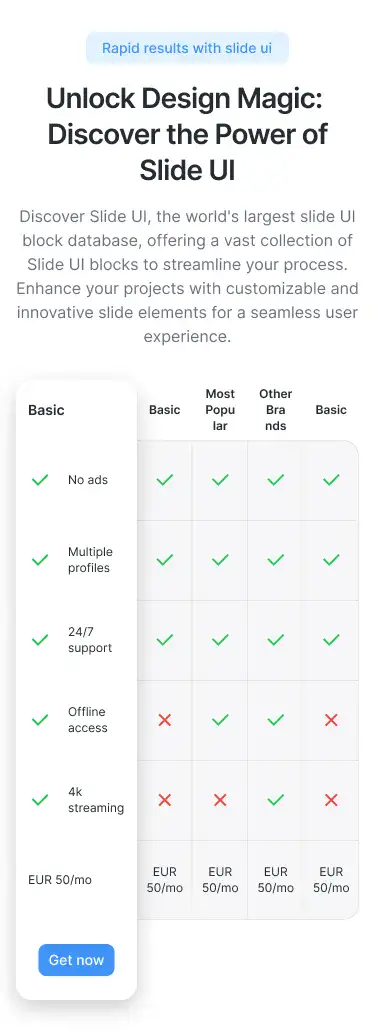 Rapid results with slide ui
Unlock Design Magic:
Discover the Power of
Slide UI
Discover Slide UI, the world's largest slide UI
block database, offering a vast collection of
Slide UI blocks to streamline your process.
Enhance your projects with customizable and
innovative slide elements for a seamless user
experience.
Basic
Basic
Most
Popu
lar
Other
Bra
nds
Basic
No ads
Multiple
profiles
24/7
support
Offline
access
4k
streaming
EUR 50/mo
EUR
50/mo
EUR
50/mo
EUR
50/mo
EUR
50/mo
Get now